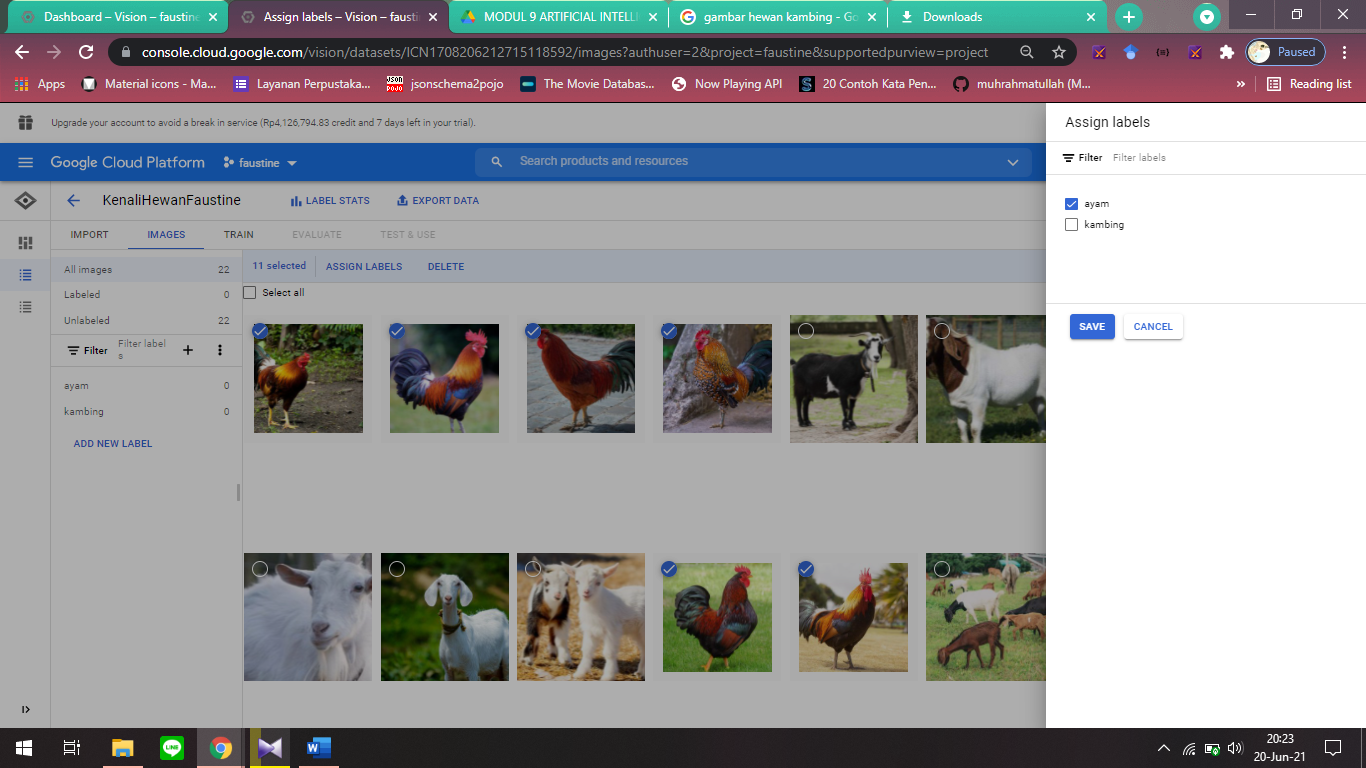 Dashboard – Vision – faustine
Assign labels – Vision – fausti
MODUL 9 ARTIFICIAL INTELLI
gambar hewan kambing - Go
Downloads
console.cloud.google.com/vision/datasets/ICN1708206212715118592/images?authuser=2&project=faustine&supportedpurview=project
Paused
Apps
Material icons - Ma...
Layanan Perpustaka...
JSON POJO
jsonschema2pojo
The Movie Databas...
Now Playing API
20 Contoh Kata Pen...
muhrahmatullah (M...
»
Reading list
Upgrade your account to avoid a break in service (Rp4,126,794.83 credit and 7 days left in your trial).
Google Cloud Platform
faustine
Search products and resources
KenaliHewanFaustine
LABEL STATS
EXPORT DATA
IMPORT
IMAGES
TRAIN
EVALUATE
TEST & USE
All images 22
Labeled 0
Unlabeled 22
Filter
Filter label
s
ayam 0
kambing 0
ADD NEW LABEL
11 selected
ASSIGN LABELS
DELETE
Select all
Assign labels
Filter
Filter labels
ayam
kambing
SAVE
CANCEL
LINE
20:23
20-Jun-21